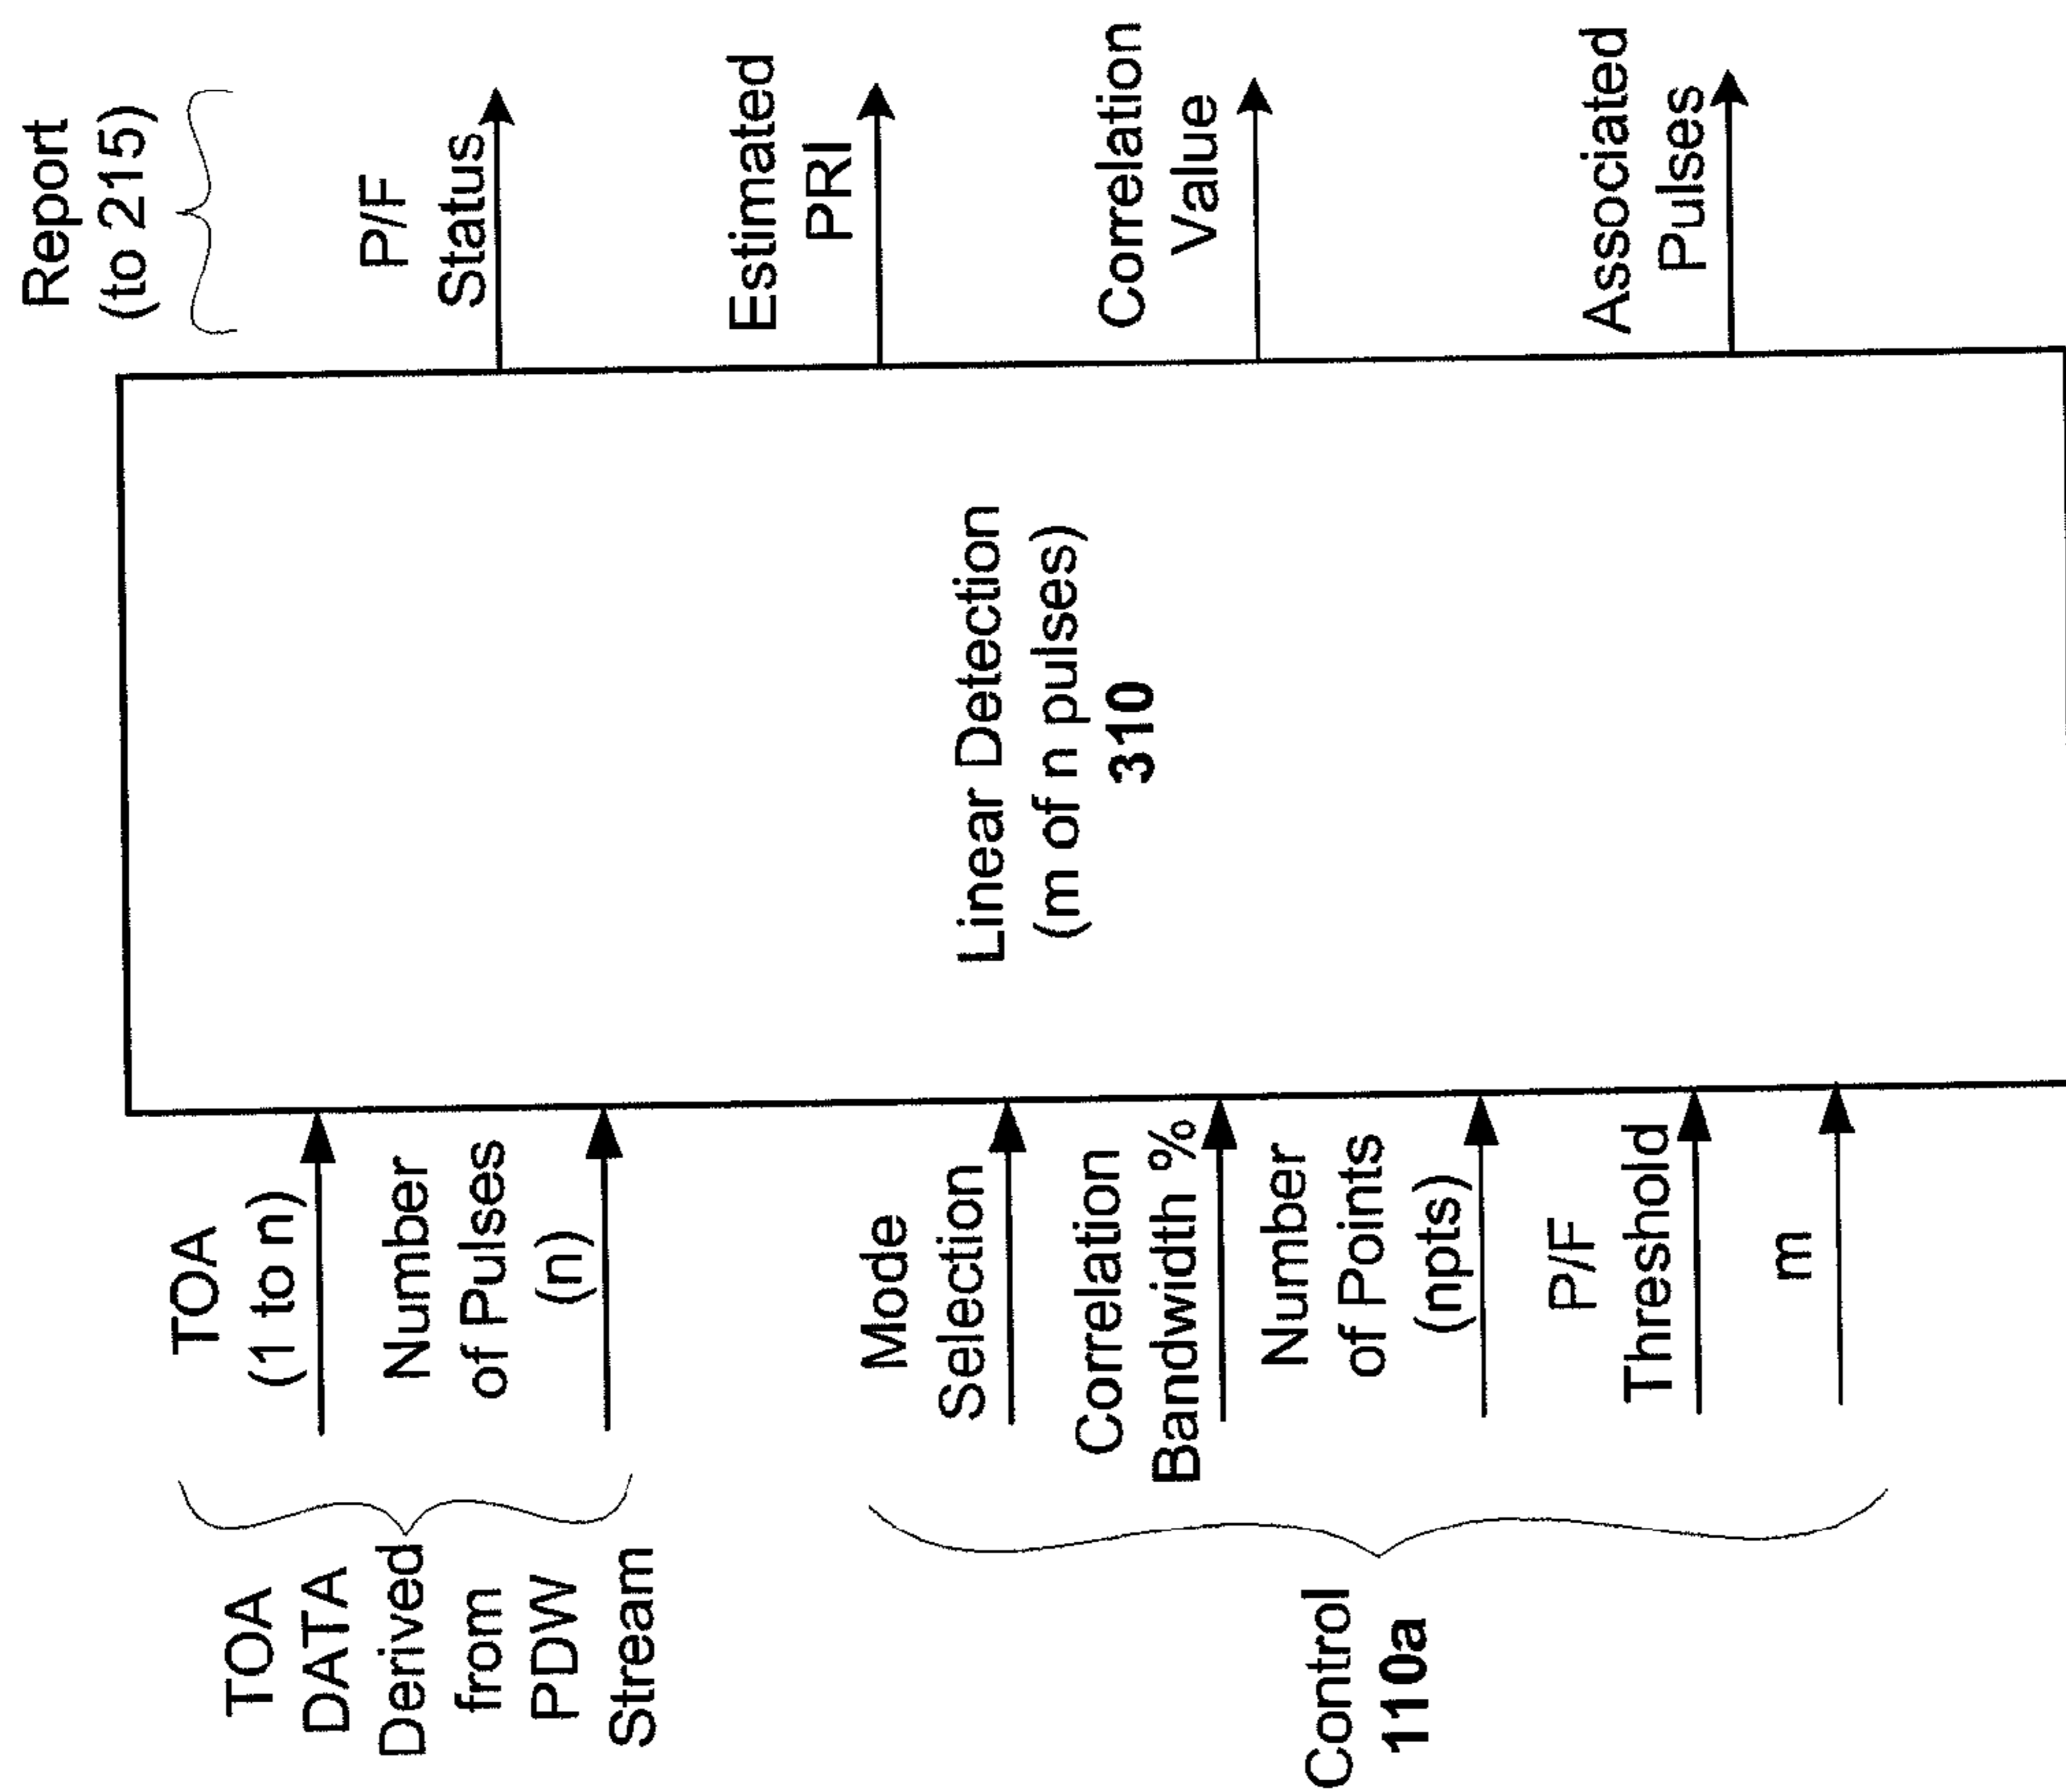 TOA
DATA
Derived
from
PDW
Stream
TOA
(1 to n)
Number
of Pulses
(n)
Control
110a
Mode
Selection
Correlation
Bandwidth %
Number
of Points
(npts)
P/F
Threshold
m
Linear Detection
(m of n pulses)
310
Report
(to 215)
P/F
Status
Estimated
PRI
Correlation
Value
Associated
Pulses